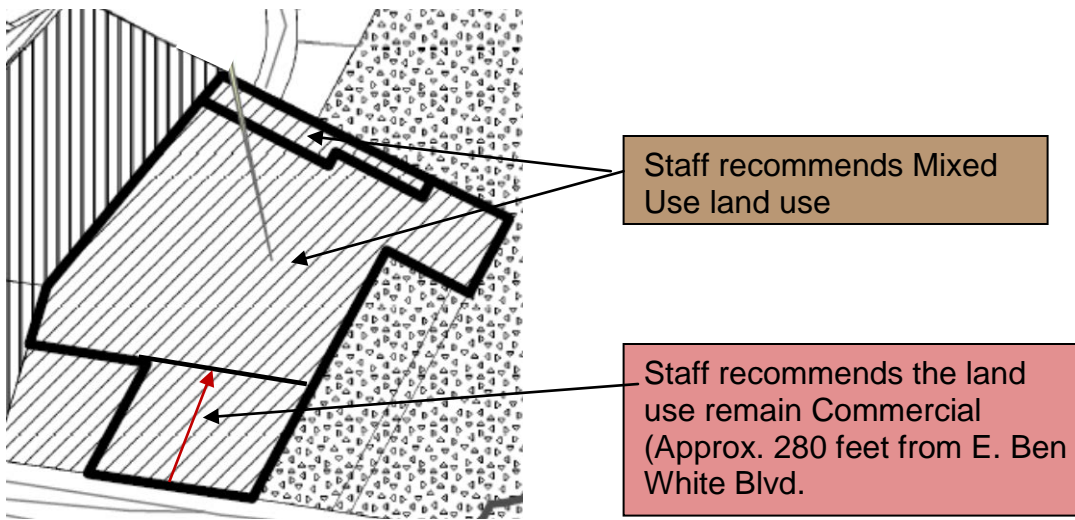 Staff recommends Mixed
Use land use
Staff recommends the land
use remain Commercial
(Approx. 280 feet from E. Ben
White Blvd.